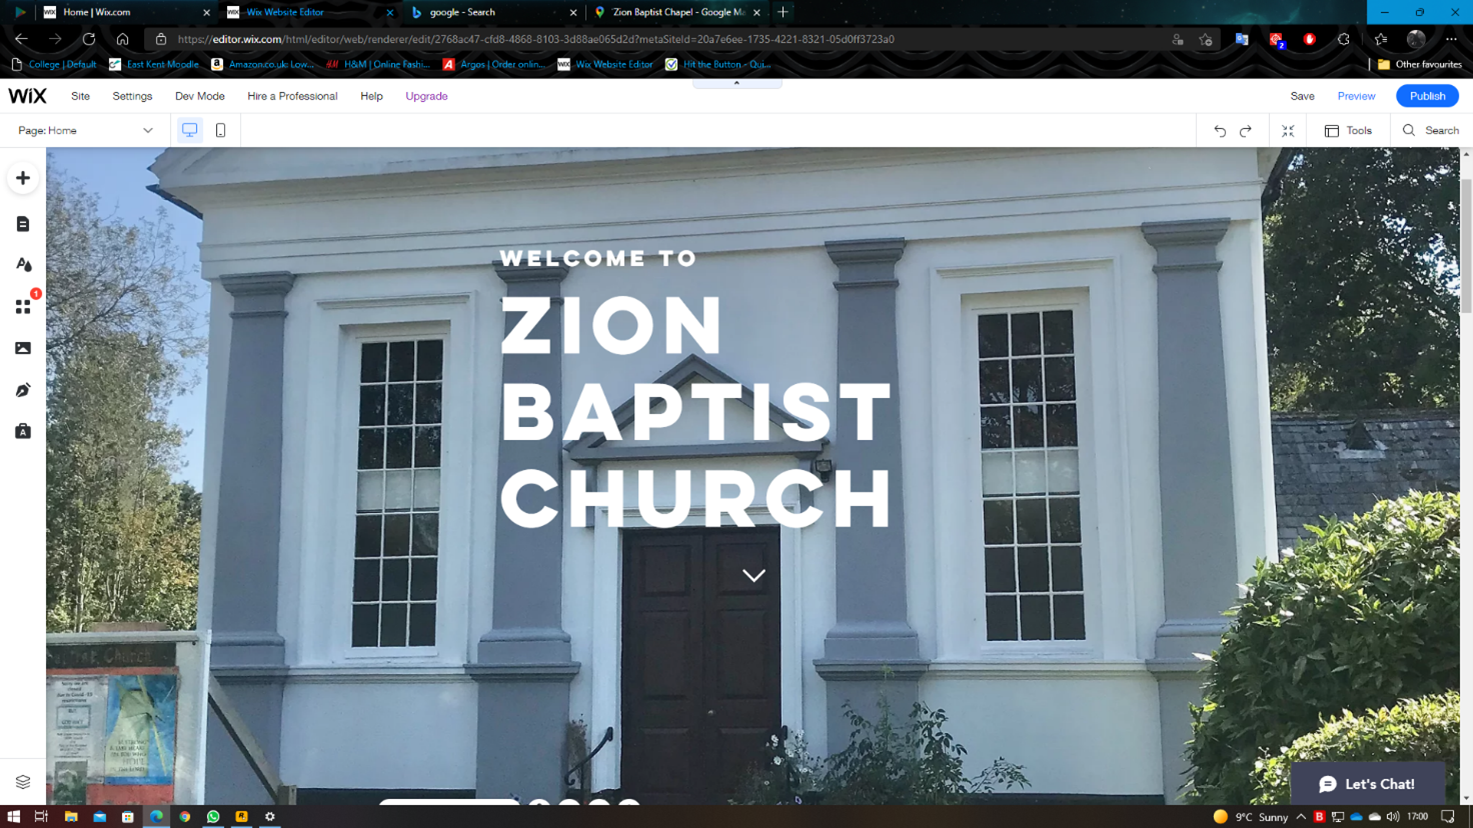 Home | Wix.com
Wix Website Editor
google - Search
Zion Baptist Chapel - Google Ma
https://editor.wix.com/html/editor/web/renderer/edit/2768ac47-cfd8-4868-8103-3d88ae065d2d?metaSiteId=20a7e6ee-1735-4221-8321-05d0ff3723a0
2
College | Default
East Kent Moodle
Amazon.co.uk: Low...
H&M | Online Fashi...
Argos | Order onlin...
Wix Website Editor
Hit the Button - Qui...
Other favourites
WiX
Site
Settings
Dev Mode
Hire a Professional
Help
Upgrade
Save
Preview
Publish
Page: Home
Tools
Search
1
WELCOME TO
ZION
BAPTIST
CHURCH
Church
Let's Chat!
9°C Sunny
17:00